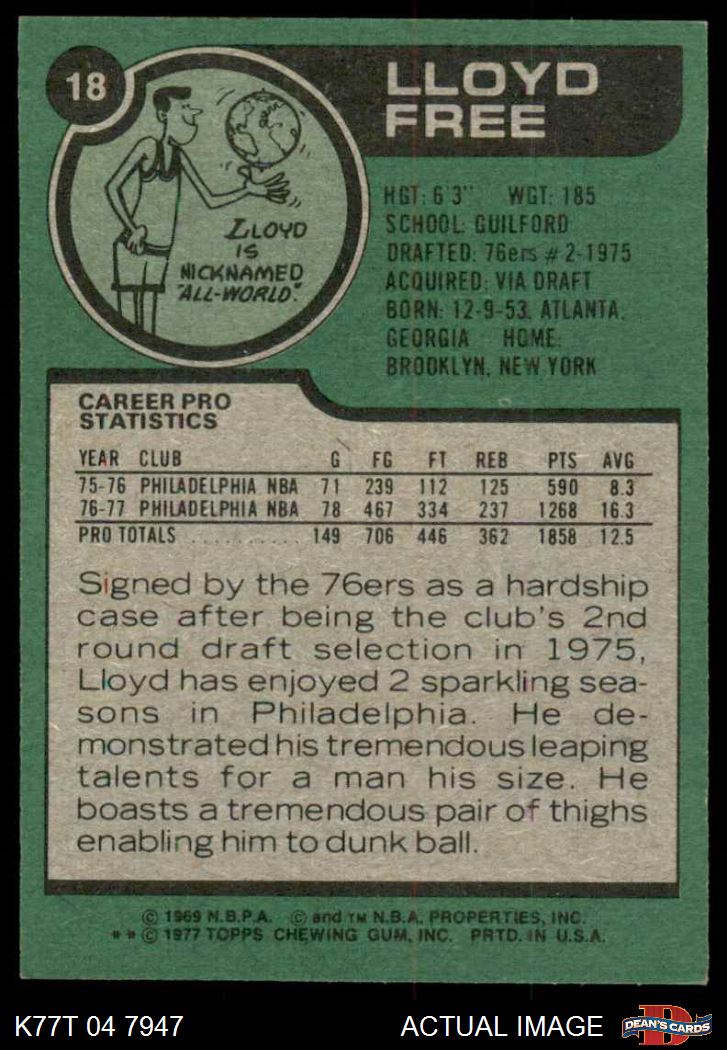 18
LLOYD
FREE
LLOYD
IS
NICKNAMED
"ALL-WORLD".
HGT: 6'3" WGT: 185
SCHOOL: GUILFORD
DRAFTED: 76ers #2-1975
ACQUIRED: VIA DRAFT
BORN: 12-9-53, ATLANTA,
GEORGIA HOME:
BROOKLYN, NEW YORK
CAREER PRO
STATISTICS
YEAR CLUB G FG FT REB PTS AVG
75-76 PHILADELPHIA NBA 71 239 112 125 590 8.3
76-77 PHILADELPHIA NBA 78 467 334 237 1268 16.3
PRO TOTALS .......... 149 706 446 362 1858 12.5
Signed by the 76ers as a hardship
case after being the club's 2nd
round draft selection in 1975,
Lloyd has enjoyed 2 sparkling sea-
sons in Philadelphia. He de-
monstrated his tremendous leaping
talents for a man his size. He
boasts a tremendous pair of thighs
enabling him to dunk ball.
© 1969 N.B.P.A. © and TM N.B.A. PROPERTIES, INC.
* * © 1977 TOPPS CHEWING GUM, INC. PRTD. IN U.S.A.
K77T 04 7947 ACTUAL IMAGE
D
DEAN'S CARDS